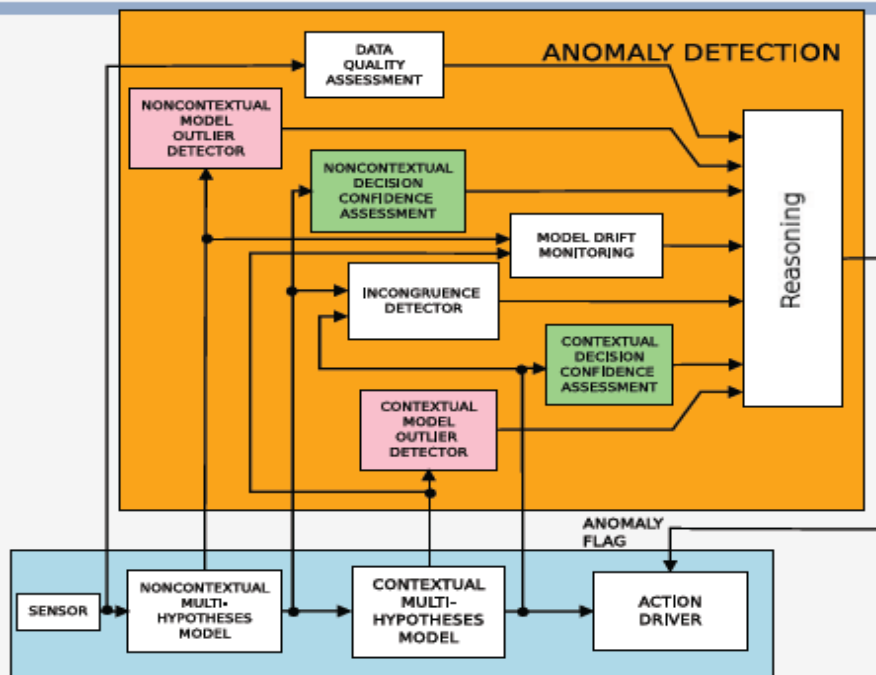 DATA
QUALITY
ASSESSMENT
ANOMALY DETECTION
NONCONTEXTUAL
MODEL
OUTLIER
DETECTOR
NONCONTEXTUAL
DECISION
CONFIDENCE
ASSESSMENT
MODEL DRIFT
MONITORING
Reasoning
INCONGRUENCE
DETECTOR
CONTEXTUAL
DECISION
CONFIDENCE
ASSESSMENT
CONTEXTUAL
MODEL
OUTLIER
DETECTOR
ANOMALY
FLAG
SENSOR
NONCONTEXTUAL
MULTI-
HYPOTHESES
MODEL
CONTEXTUAL
MULTI-
HYPOTHESES
MODEL
ACTION
DRIVER